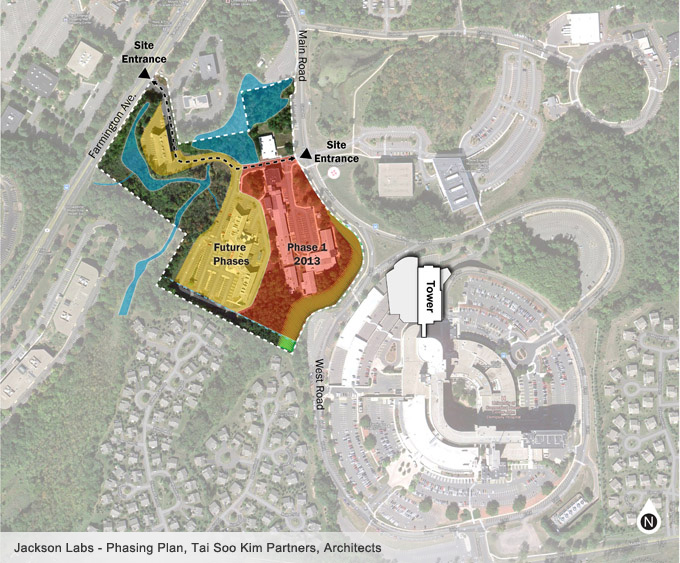 Site
Entrance
Main Road
Farmington Ave.
Site
Entrance
Future
Phases
Phase 1
2013
Tower
West Road
N
Jackson Labs - Phasing Plan, Tai Soo Kim Partners, Architects